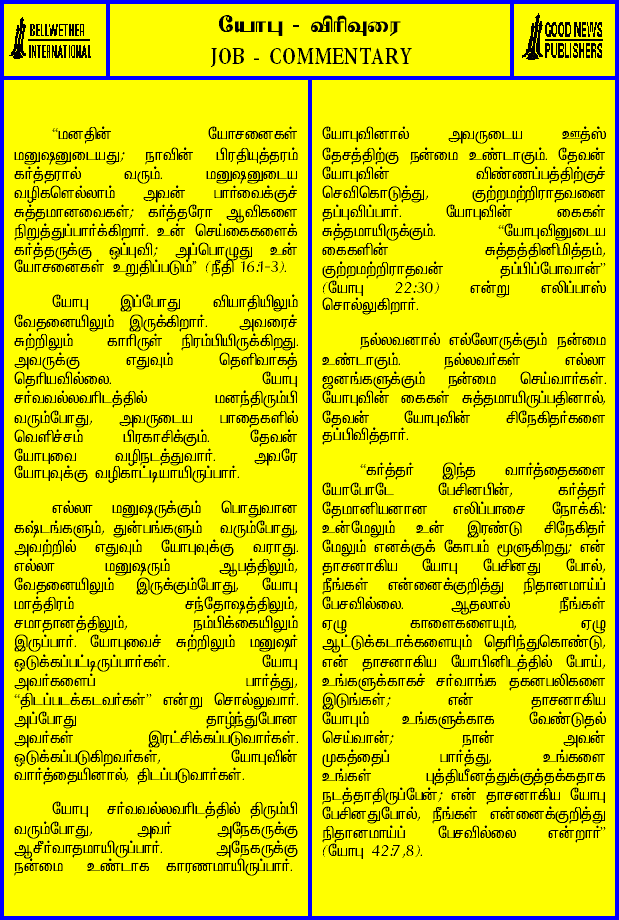 BELLWETHER
INTERNATIONAL
யோபு - விரிவுரை
JOB - COMMENTARY
GOOD NEWS
PUBLISHERS
“மனதின் யோசனைகள்
மனுஷனுடையது; நாவின் பிரதியுத்தரம்
கர்த்தரால் வரும். மனுஷனுடைய
வழிகளெல்லாம் அவன் பார்வைக்குச்
சுத்தமானவைகள்; கர்த்தரோ ஆவிகளை
நிறுத்துப்பார்க்கிறார். உன் செய்கைகளைக்
கர்த்தருக்கு ஒப்புவி; அப்பொழுது உன்
யோசனைகள் உறுதிப்படும்” (நீதி 16:1-3).
யோபு இப்போது வியாதியிலும்
வேதனையிலும் இருக்கிறார். அவரைச்
சுற்றிலும் காரிருள் நிரம்பியிருக்கிறது.
அவருக்கு எதுவும் தெளிவாகத்
தெரியவில்லை. யோபு
சர்வவல்லவரிடத்தில் மனந்திரும்பி
வரும்போது, அவருடைய பாதைகளில்
வெளிச்சம் பிரகாசிக்கும். தேவன்
யோபுவை வழிநடத்துவார். அவரே
யோபுவுக்கு வழிகாட்டியாயிருப்பார்.
எல்லா மனுஷருக்கும் பொதுவான
கஷ்டங்களும், துன்பங்களும் வரும்போது,
அவற்றில் எதுவும் யோபுவுக்கு வராது.
எல்லா மனுஷரும் ஆபத்திலும்,
வேதனையிலும் இருக்கும்போது, யோபு
மாத்திரம் சந்தோஷத்திலும்,
சமாதானத்திலும், நம்பிக்கையிலும்
இருப்பார். யோபுவைச் சுற்றிலும் மனுஷர்
ஒடுக்கப்பட்டிருப்பார்கள். யோபு
அவர்களைப் பார்த்து,
“திடப்படக்கடவர்கள்” என்று சொல்லுவார்.
அப்போது தாழ்ந்துபோன
அவர்கள் இரட்சிக்கப்படுவார்கள்.
ஒடுக்கப்படுகிறவர்கள், யோபுவின்
வார்த்தையினால், திடப்படுவார்கள்.
யோபு சர்வவல்லவரிடத்தில் திரும்பி
வரும்போது, அவர் அநேகருக்கு
ஆசீர்வாதமாயிருப்பார். அநேகருக்கு
நன்மை உண்டாக காரணமாயிருப்பார்.
யோபுவினால் அவருடைய ஊத்ஸ்
தேசத்திற்கு நன்மை உண்டாகும். தேவன்
யோபுவின் விண்ணப்பத்திற்குச்
செவிகொடுத்து, குற்றமற்றிராதவனை
தப்புவிப்பார். யோபுவின் கைகள்
சுத்தமாயிருக்கும். “யோபுவினுடைய
கைகளின் சுத்தத்தினிமித்தம்,
குற்றமற்றிராதவன் தப்பிப்போவான்”
(யோபு 22:30) என்று எலிப்பாஸ்
சொல்லுகிறார்.
நல்லவனால் எல்லோருக்கும் நன்மை
உண்டாகும். நல்லவர்கள் எல்லா
ஜனங்களுக்கும் நன்மை செய்வார்கள்.
யோபுவின் கைகள் சுத்தமாயிருப்பதினால்,
தேவன் யோபுவின் சிநேகிதர்களை
தப்பிவித்தார்.
“கர்த்தர் இந்த வார்த்தைகளை
யோபோடே பேசினபின், கர்த்தர்
தேமானியனான எலிப்பாசை நோக்கி:
உன்மேலும் உன் இரண்டு சிநேகிதர்
மேலும் எனக்குக் கோபம் மூளுகிறது; என்
தாசனாகிய யோபு பேசினது போல்,
நீங்கள் என்னைக்குறித்து நிதானமாய்ப்
பேசவில்லை. ஆதலால் நீங்கள்
ஏழு காளைகளையும், ஏழு
ஆட்டுக்கடாக்களையும் தெரிந்துகொண்டு,
என் தாசனாகிய யோபினிடத்தில் போய்,
உங்களுக்காகச் சர்வாங்க தகனபலிகளை
இடுங்கள்; என் தாசனாகிய
யோபும் உங்களுக்காக வேண்டுதல்
செய்வான்; நான் அவன்
முகத்தைப் பார்த்து, உங்களை
உங்கள் புத்தியீனத்துக்குத்தக்கதாக
நடத்தாதிருப்பேன்; என் தாசனாகிய யோபு
பேசினதுபோல், நீங்கள் என்னைக்குறித்து
நிதானமாய்ப் பேசவில்லை என்றார்”
(யோபு 42:7,8).